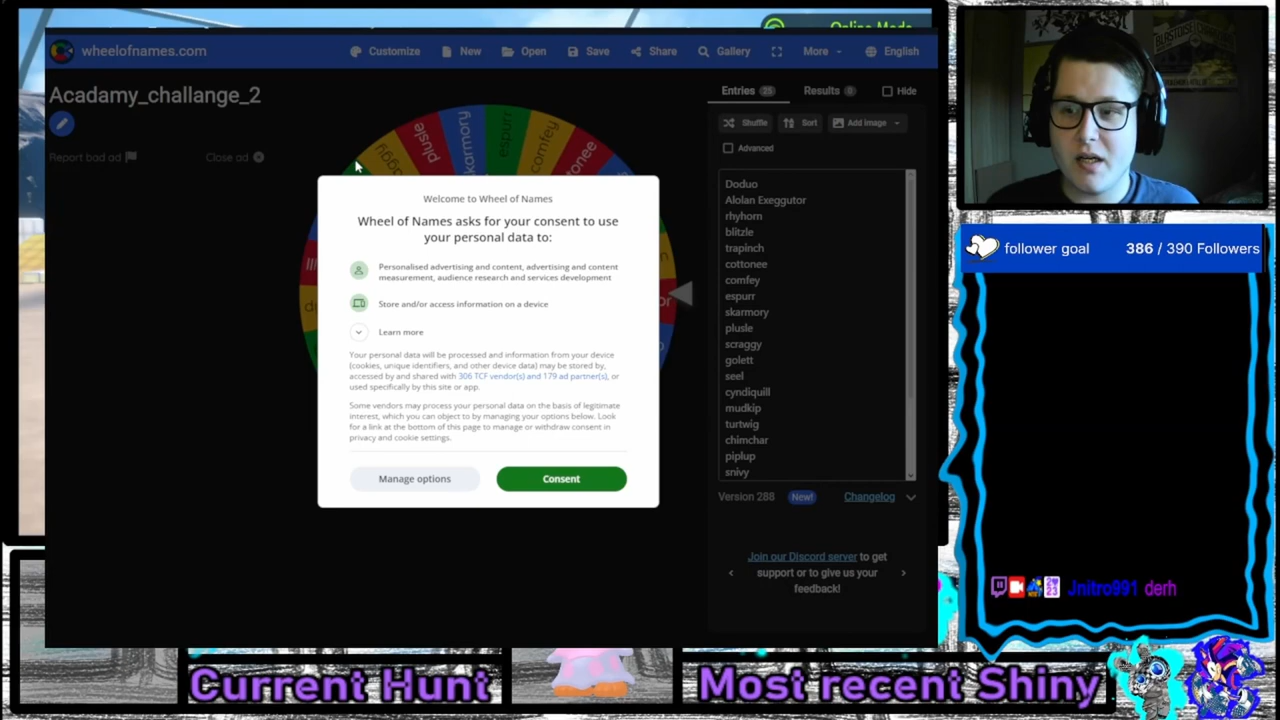 Online Mode
wheelofnames.com
Customize
New
Open
Save
Share
Gallery
More
English
Acadamy_challange_2
Report bad ad
Close ad
Entries 25
Results 0
Hide
Shuffle
Sort
Add image
Advanced
plusle
skarmory
espurr
comfey
Doduo
Alolan Exeggutor
rhyhorn
blitzle
trapinch
cottonee
comfey
espurr
skarmory
plusle
scraggy
golett
seel
cyndiquill
mudkip
turtwig
chimchar
piplup
snivy
Version 288
New!
Changelog
Join our Discord server to get
support or to give us your
feedback!
Welcome to Wheel of Names
Wheel of Names asks for your consent to use
your personal data to:
Personalised advertising and content, advertising and content
measurement, audience research and services development
Store and/or access information on a device
Learn more
Your personal data will be processed and information from your device
(cookies, unique identifiers, and other device data) may be stored by,
accessed by and shared with 306 TCF vendor(s) and 179 ad partner(s), or
used specifically by this site or app.
Some vendors may process your personal data on the basis of legitimate
interest, which you can object to by managing your options below. Look
for a link at the bottom of this page to manage or withdraw consent in
privacy and cookie settings.
Manage options
Consent
follower goal
386 / 390 Followers
Jnitro991 derh
Current Hunt
Most recent Shiny